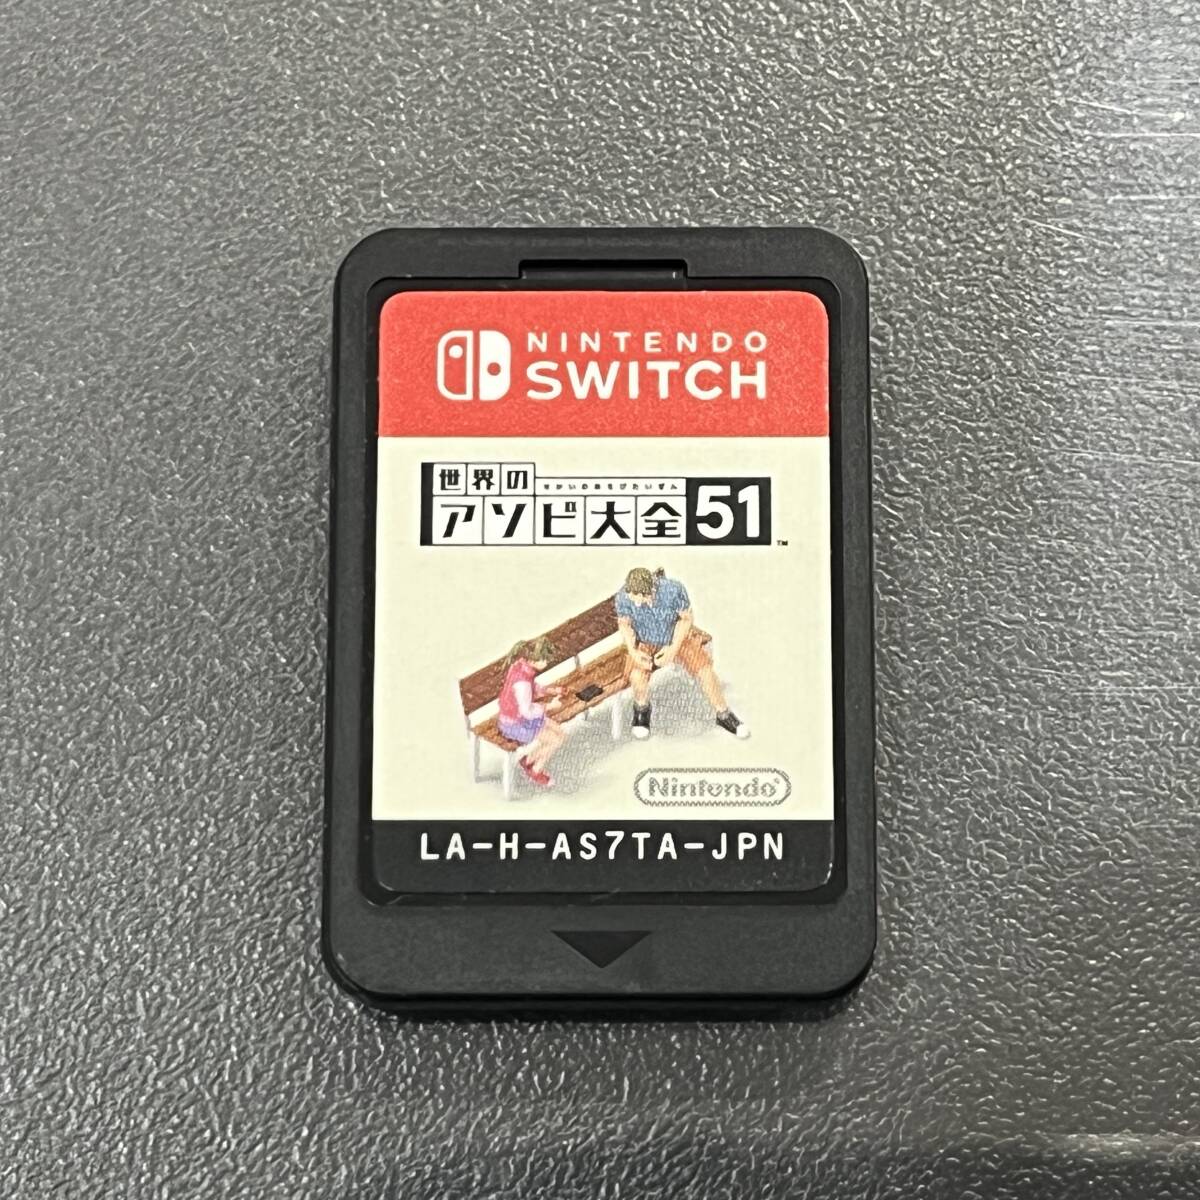 NINTENDO
SWITCH
世界の
せかいのあそびたいぜん
アソビ大全51
TM
Nintendo
LA-H-AS7TA-JPN